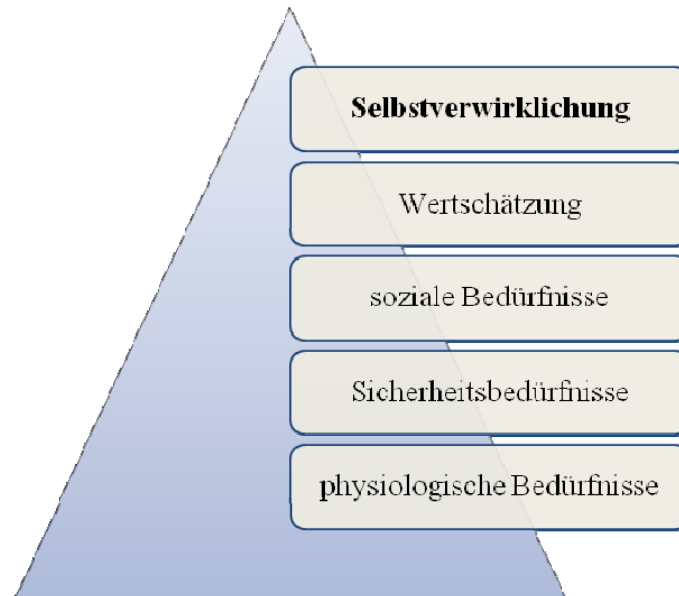 Selbstverwirklichung
Wertschätzung
soziale Bedürfnisse
Sicherheitsbedürfnisse
physiologische Bedürfnisse